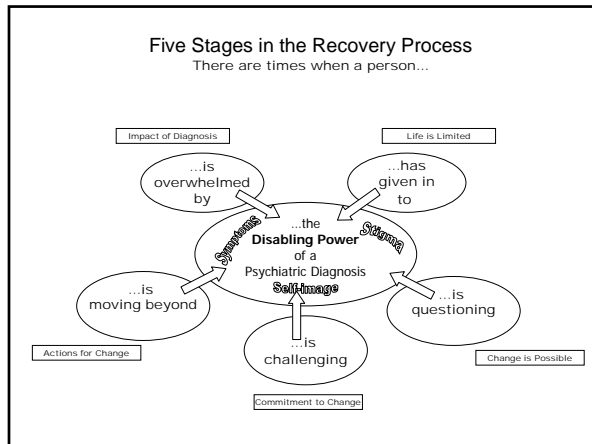 Five Stages in the Recovery Process
There are times when a person...
Impact of Diagnosis
...is
overwhelmed
by
Life is Limited
...has
given in
to
...the
Disabling Power
of a
Psychiatric Diagnosis
Symptoms
Stigma
Self-image
...is
moving beyond
Actions for Change
...is
challenging
Commitment to Change
...is
questioning
Change is Possible